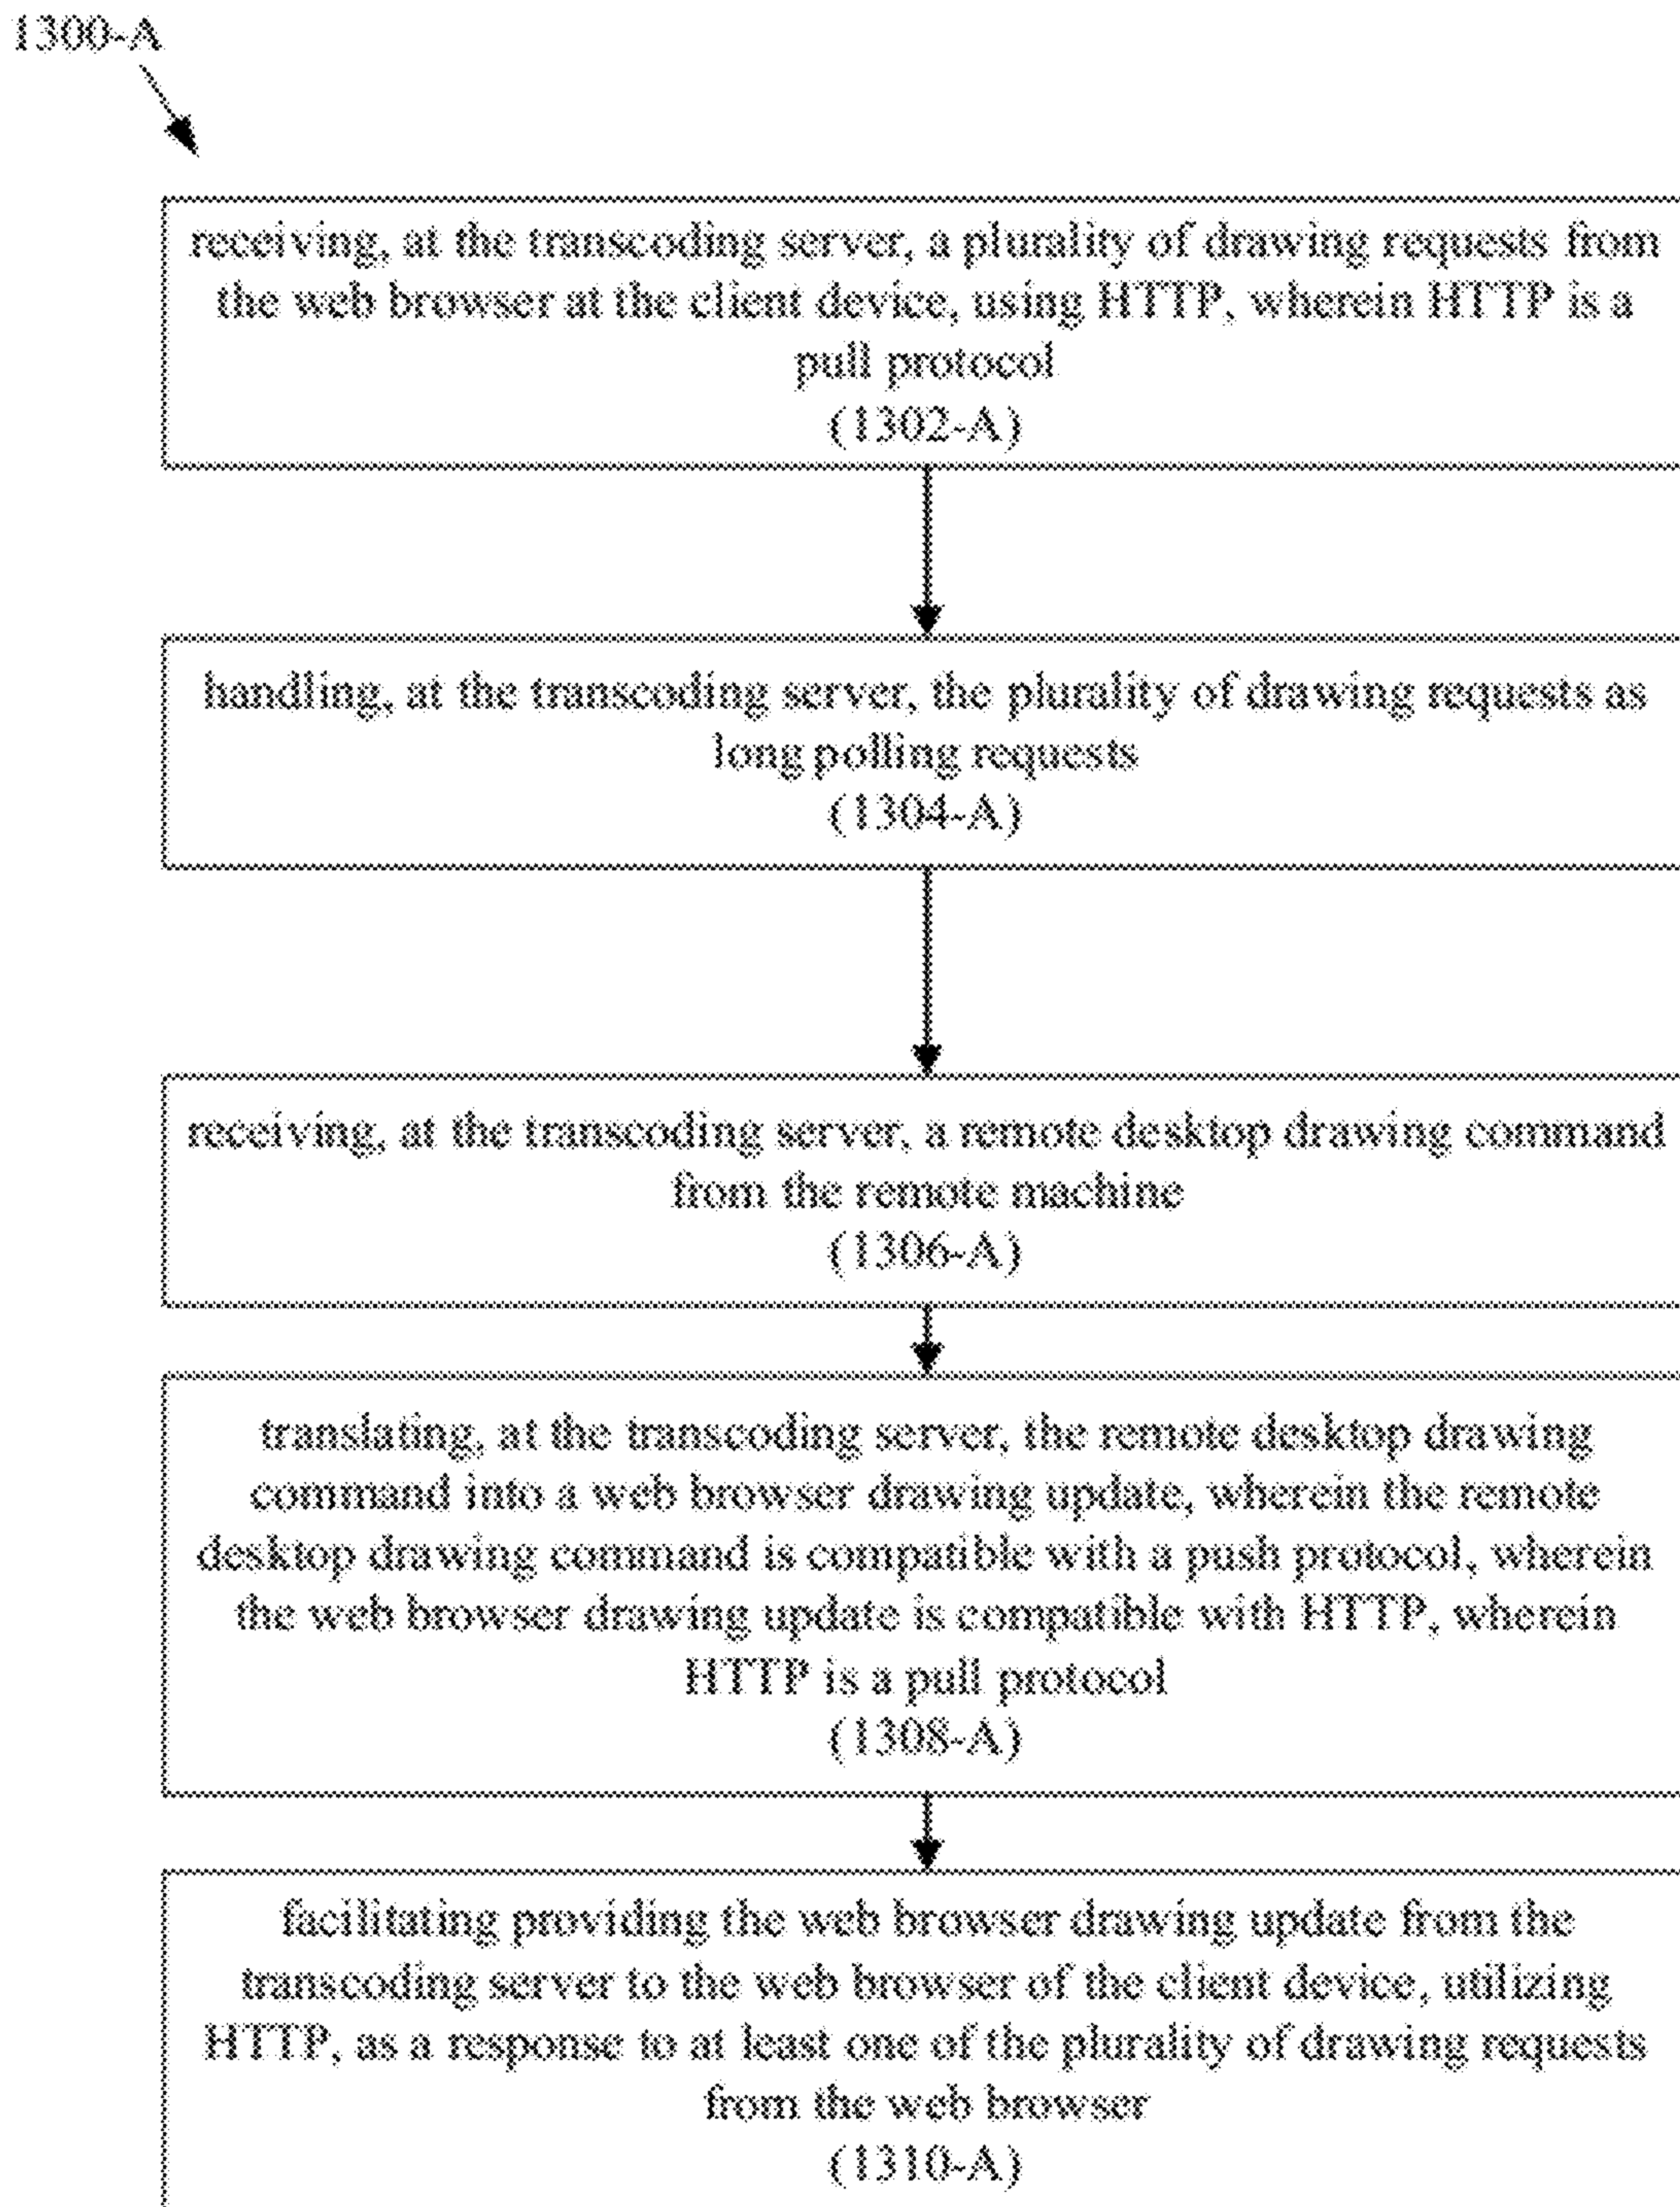 1300-A
receiving, at the transcoding server, a plurality of drawing requests from
the web browser at the client device, using HTTP, wherein HTTP is a
pull protocol
(1302-A)
handling, at the transcoding server, the plurality of drawing requests as
long polling requests
(1304-A)
receiving, at the transcoding server, a remote desktop drawing command
from the remote machine
(1306-A)
translating, at the transcoding server, the remote desktop drawing
command into a web browser drawing update, wherein the remote
desktop drawing command is compatible with a push protocol, wherein
the web browser drawing update is compatible with HTTP, wherein
HTTP is a pull protocol
(1308-A)
facilitating providing the web browser drawing update from the
transcoding server to the web browser of the client device, utilizing
HTTP, as a response to at least one of the plurality of drawing requests
from the web browser
(1310-A)